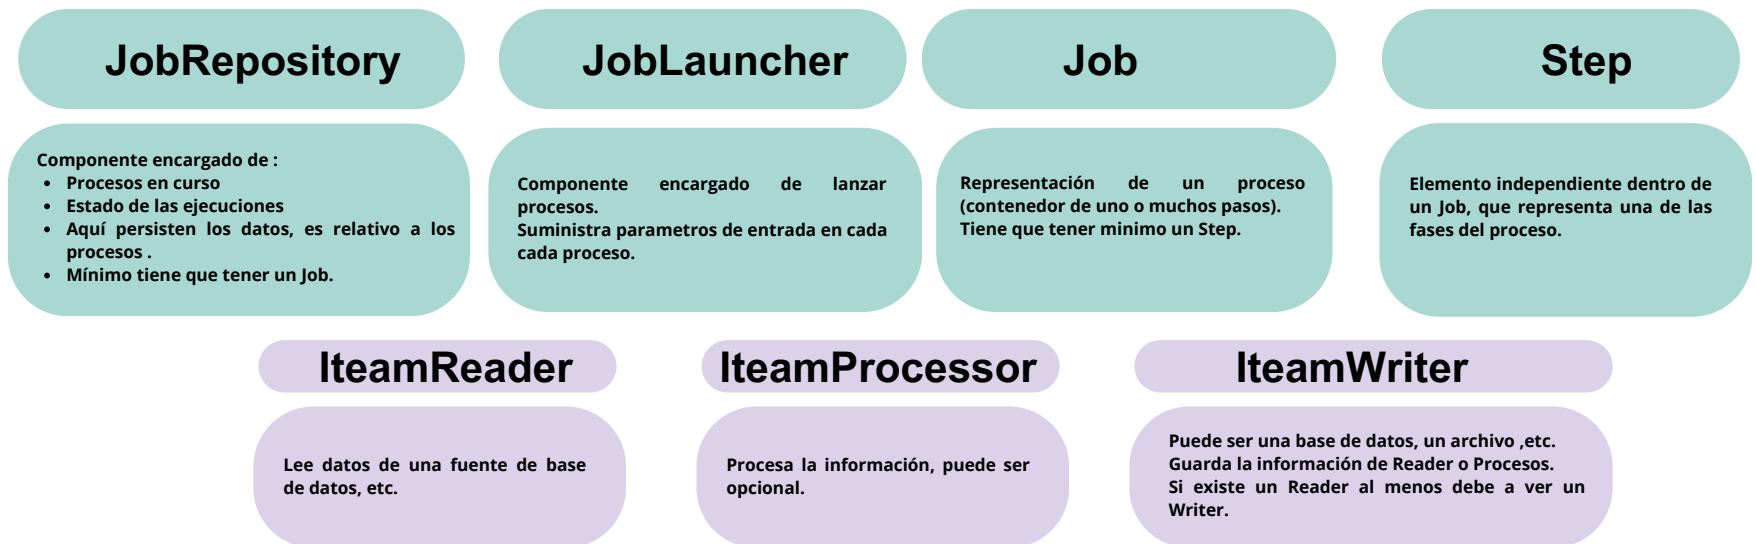 JobRepository
JobLauncher
Job
Step
Componente encargado de :
• Procesos en curso
• Estado de las ejecuciones
• Aquí persisten los datos, es relativo a los
procesos .
• Mínimo tiene que tener un Job.
Componente encargado de lanzar
procesos.
Suministra parametros de entrada en cada
cada proceso.
Representación de un proceso
(contenedor de uno o muchos pasos).
Tiene que tener minimo un Step.
Elemento independiente dentro de
un Job, que representa una de las
fases del proceso.
IteamReader
IteamProcessor
IteamWriter
Lee datos de una fuente de base
de datos, etc.
Procesa la información, puede ser
opcional.
Puede ser una base de datos, un archivo ,etc.
Guarda la información de Reader o Procesos.
Si existe un Reader al menos debe a ver un
Writer.